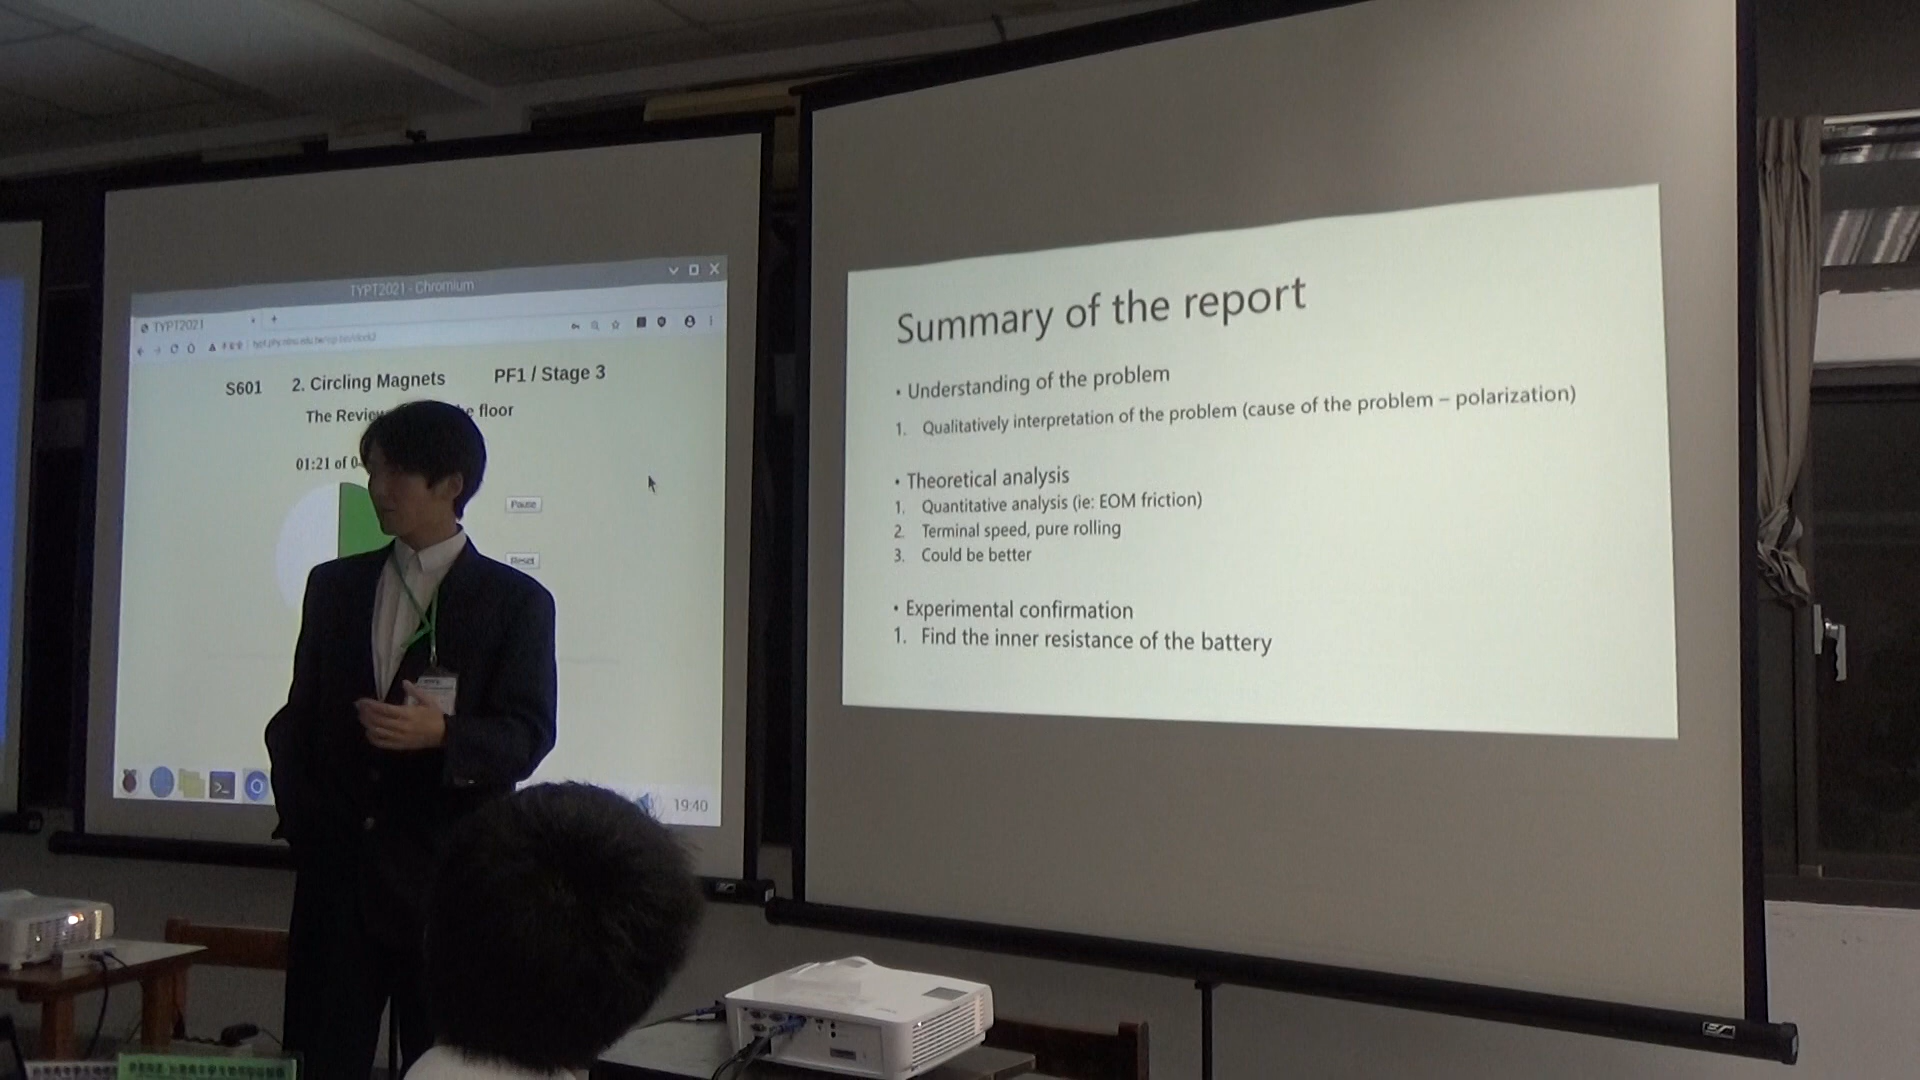 TYPT2021 - Chromium
TYPT2021
S601 2. Circling Magnets PF1 / Stage 3
The floor
01:21 of
Pause
Reset
19:40
Summary of the report
• Understanding of the problem
1. Qualitatively interpretation of the problem (cause of the problem – polarization)
• Theoretical analysis
1. Quantitative analysis (ie: EOM friction)
2. Terminal speed, pure rolling
3. Could be better
• Experimental confirmation
1. Find the inner resistance of the battery